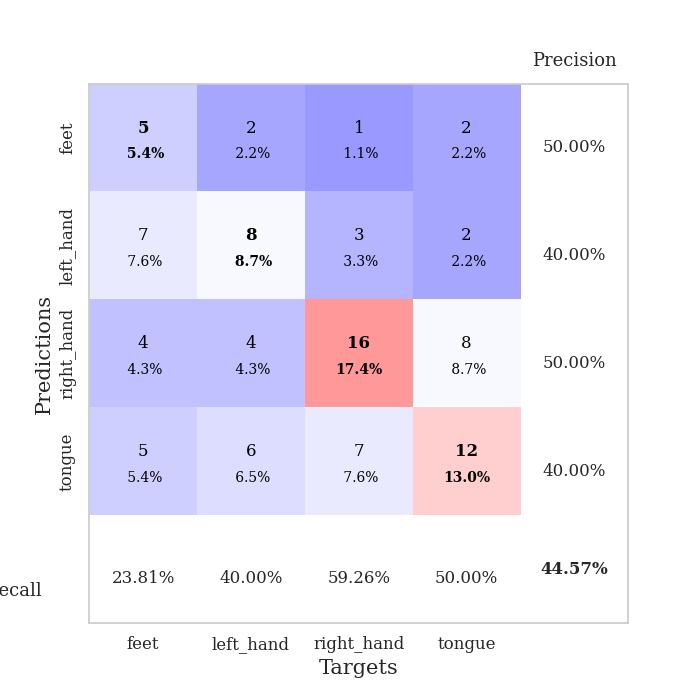 Precision
feet 5 2 1 2 50.00%
5.4% 2.2% 1.1% 2.2%
left_hand 7 8 3 2 40.00%
7.6% 8.7% 3.3% 2.2%
right_hand 4 4 16 8 50.00%
4.3% 4.3% 17.4% 8.7%
Predictions
tongue 5 6 7 12 40.00%
5.4% 6.5% 7.6% 13.0%
ecall 23.81% 40.00% 59.26% 50.00% 44.57%
feet left_hand right_hand tongue
Targets